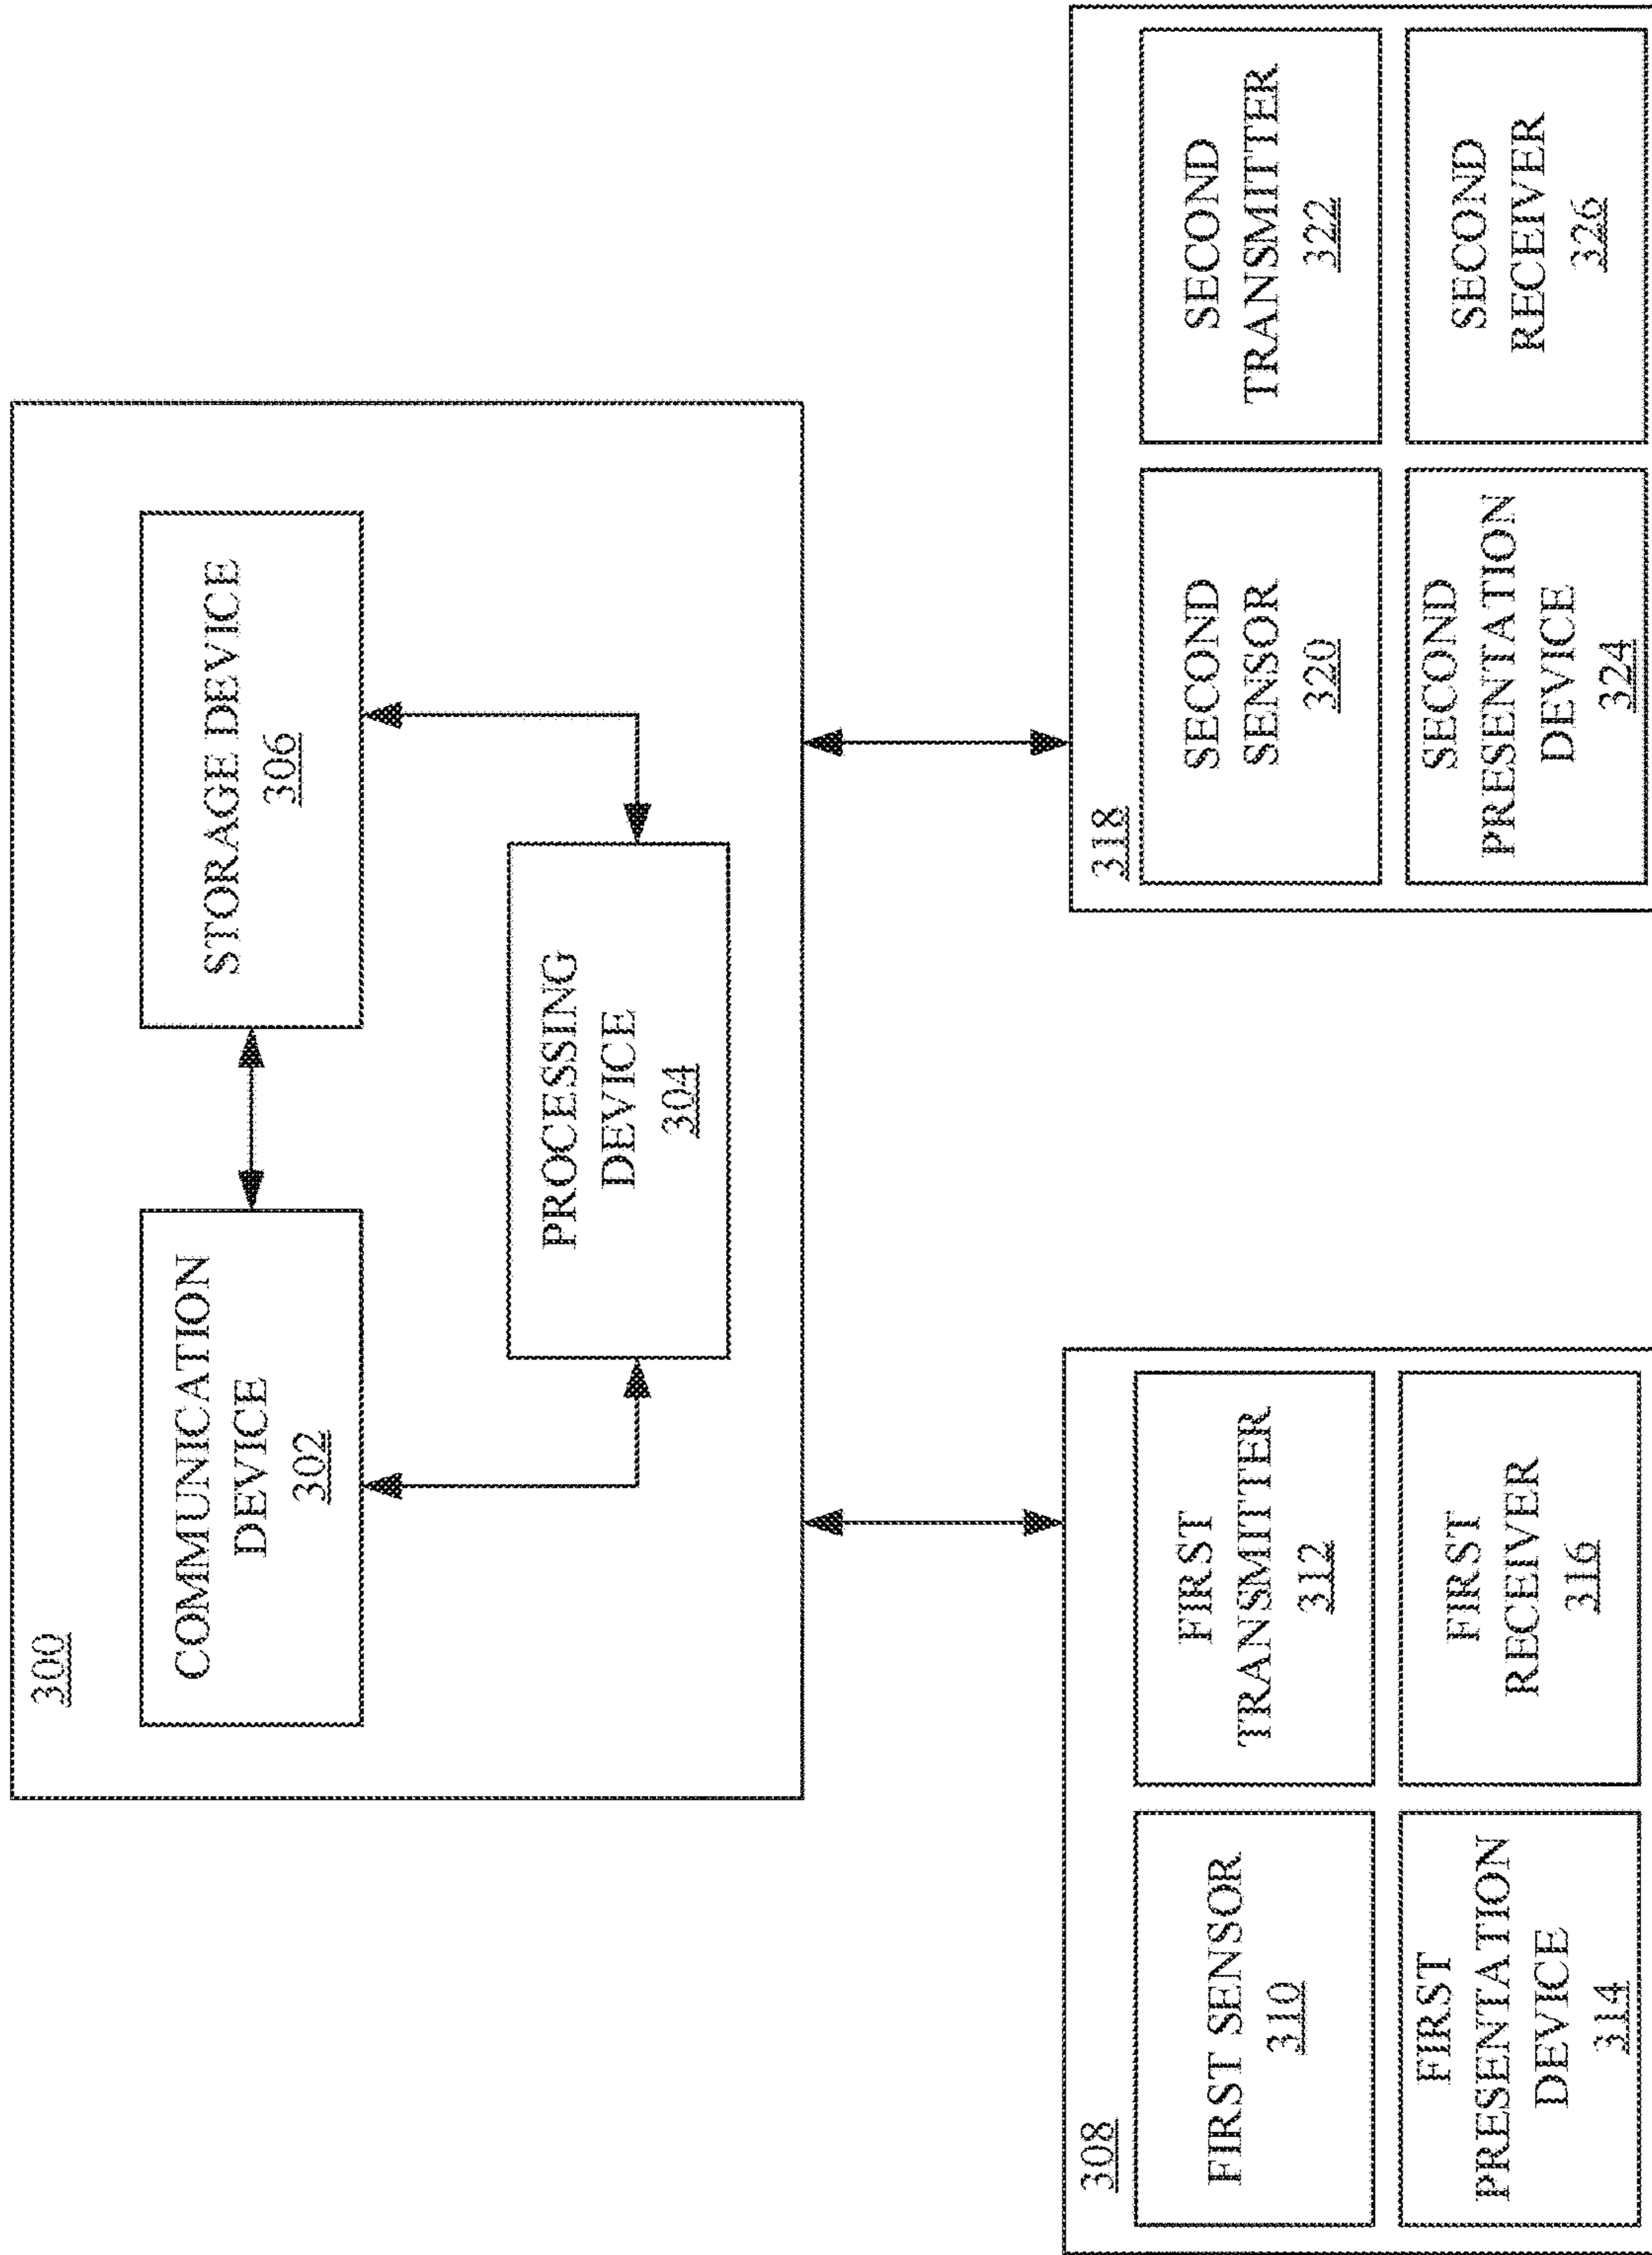 300
COMMUNICATION
DEVICE
302
STORAGE DEVICE
306
PROCESSING
DEVICE
304
308
FIRST SENSOR
310
FIRST
TRANSMITTER
312
FIRST
PRESENTATION
DEVICE
314
FIRST
RECEIVER
316
318
SECOND
SENSOR
320
SECOND
TRANSMITTER
322
SECOND
PRESENTATION
DEVICE
324
SECOND
RECEIVER
326